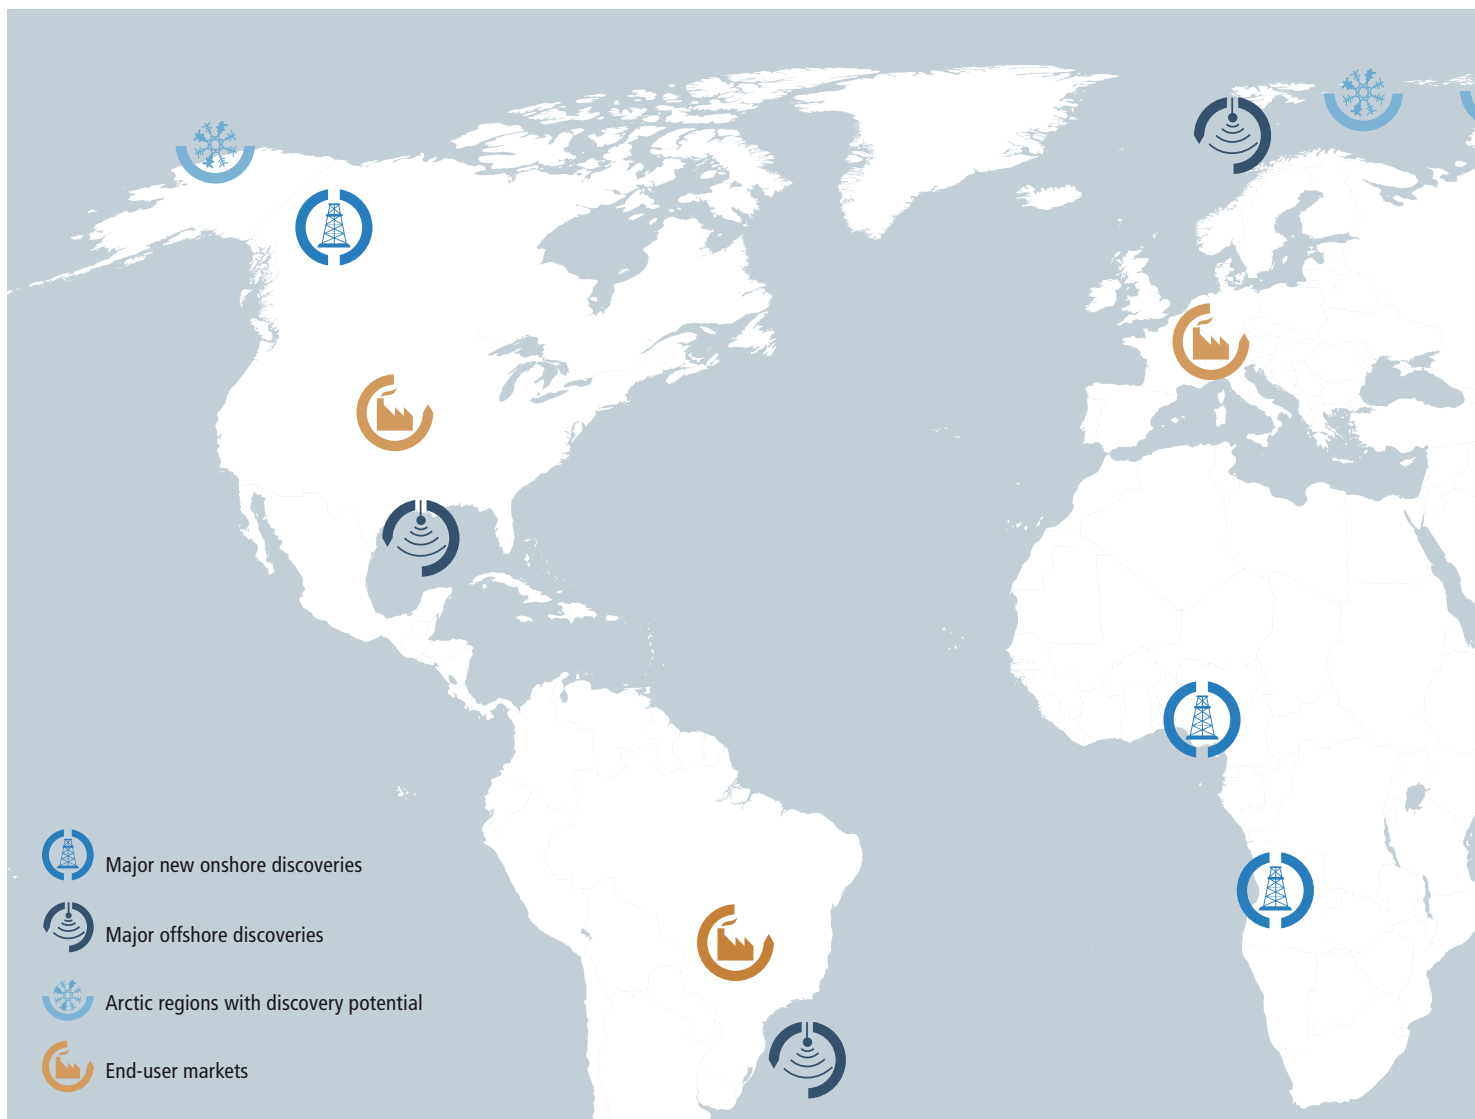 Major new onshore discoveries
Major offshore discoveries
Arctic regions with discovery potential
End-user markets